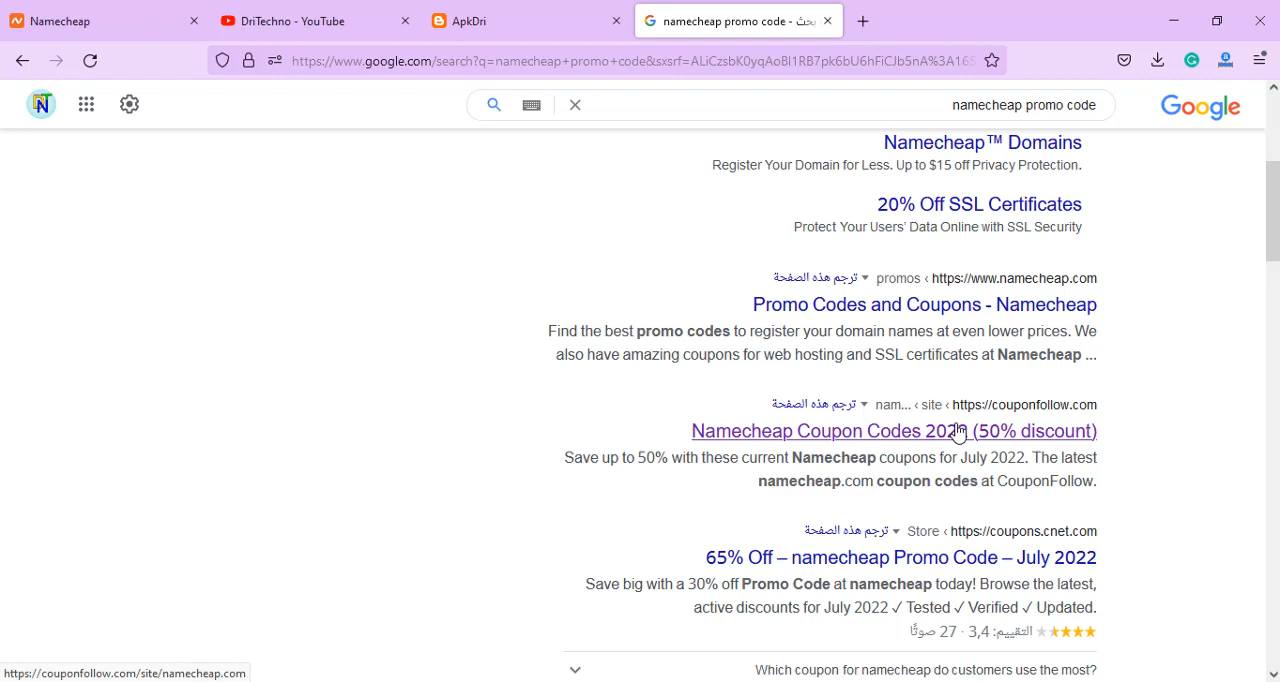 Namecheap
DriTechno - YouTube
ApkDri
namecheap promo code - بحث
https://www.google.com/search?q=namecheap+promo+code&sxsrf=ALiCzsbK0yqAoBl1RB7pk6bU6hFiCJb5nA%3A165
namecheap promo code
Google
Namecheap™ Domains
Register Your Domain for Less. Up to $15 off Privacy Protection.
20% Off SSL Certificates
Protect Your Users' Data Online with SSL Security
https://www.namecheap.com › promos ترجم هذه الصفحة
Promo Codes and Coupons - Namecheap
Find the best promo codes to register your domain names at even lower prices. We
also have amazing coupons for web hosting and SSL certificates at Namecheap ...
https://couponfollow.com › site › nam... ترجم هذه الصفحة
Namecheap Coupon Codes 2022 (50% discount)
Save up to 50% with these current Namecheap coupons for July 2022. The latest
namecheap.com coupon codes at CouponFollow.
https://coupons.cnet.com › Store ترجم هذه الصفحة
65% Off – namecheap Promo Code – July 2022
Save big with a 30% off Promo Code at namecheap today! Browse the latest,
active discounts for July 2022 ✓ Tested ✓ Verified ✓ Updated.
التقييم: 3,4 · 27 صوتًا
Which coupon for namecheap do customers use the most?
https://couponfollow.com/site/namecheap.com